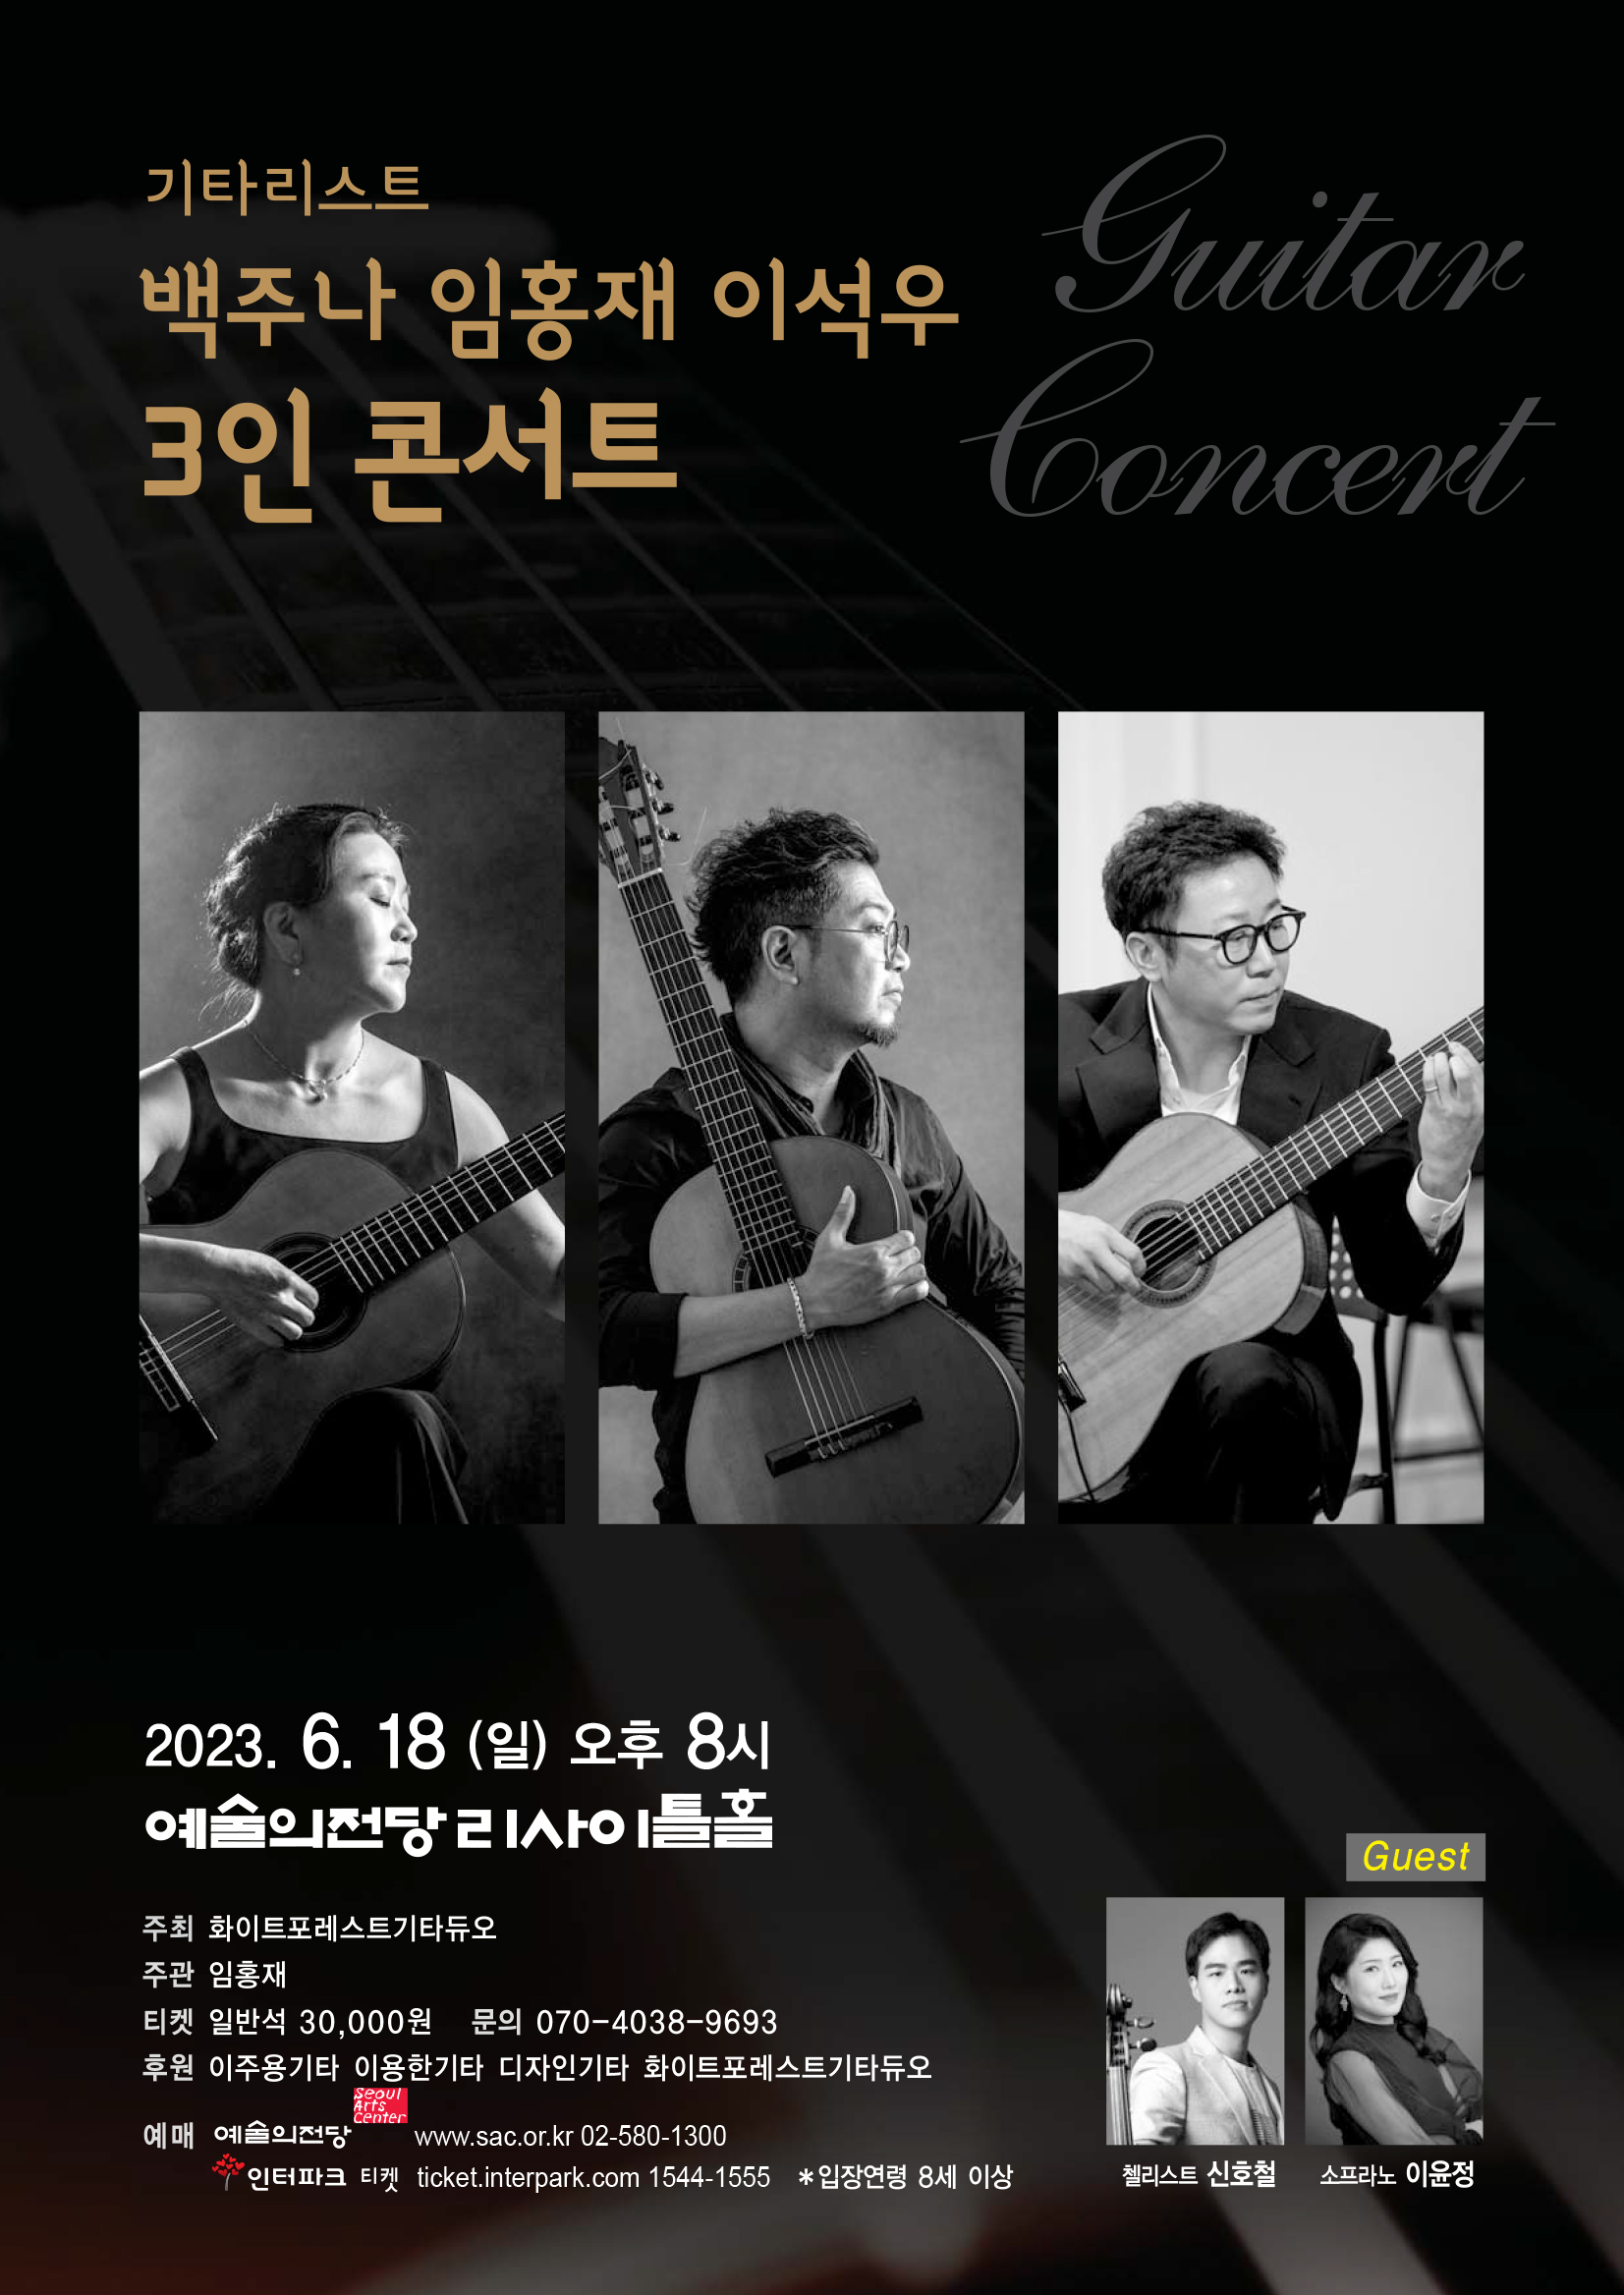 기타리스트
백주나 임홍재 이석우
3인 콘서트
Guitar
Concert
2023. 6. 18 (일) 오후 8시
예술의전당 리사이틀홀
주최 화이트포레스트기타듀오
주관 임홍재
티켓 일반석 30,000원 문의 070-4038-9693
후원 이주용기타 이용한기타 디자인기타 화이트포레스트기타듀오
Seoul
Arts
Center
예매 예술의전당 www.sac.or.kr 02-580-1300
인터파크 티켓 ticket.interpark.com 1544-1555 *입장연령 8세 이상
Guest
첼리스트 신호철
소프라노 이윤정